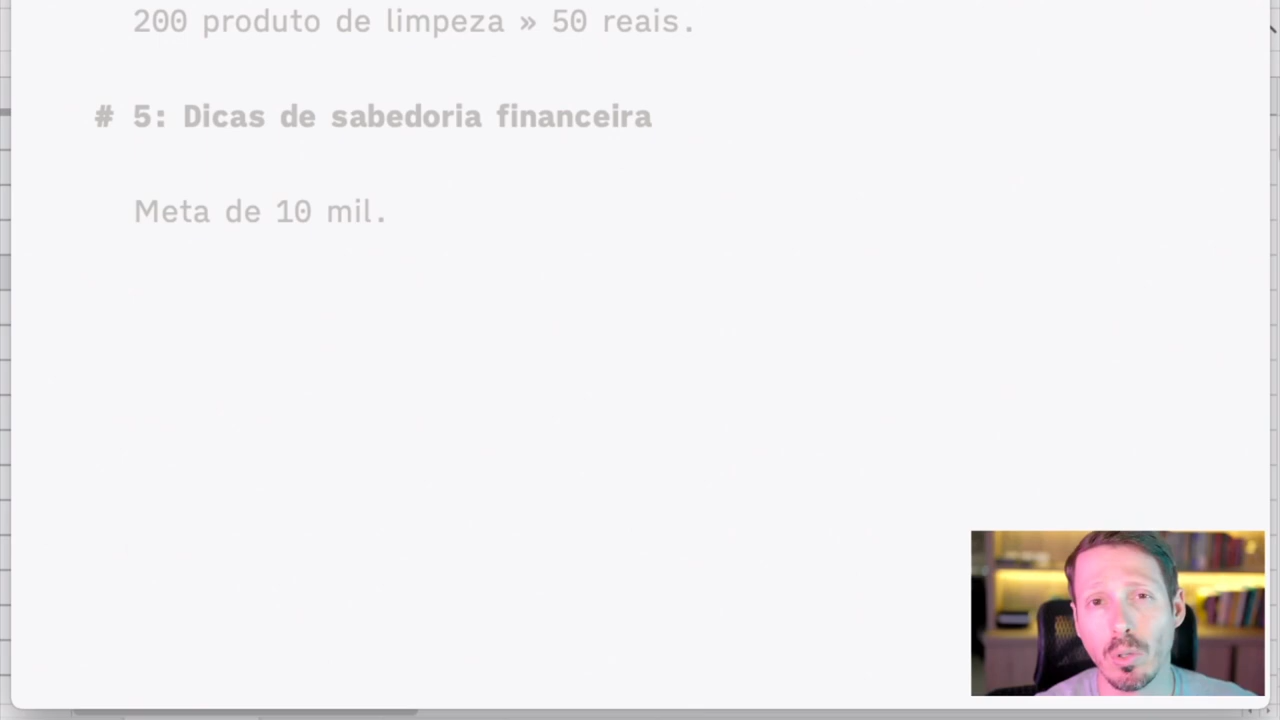 200 produto de limpeza » 50 reais.
# 5: Dicas de sabedoria financeira
Meta de 10 mil.